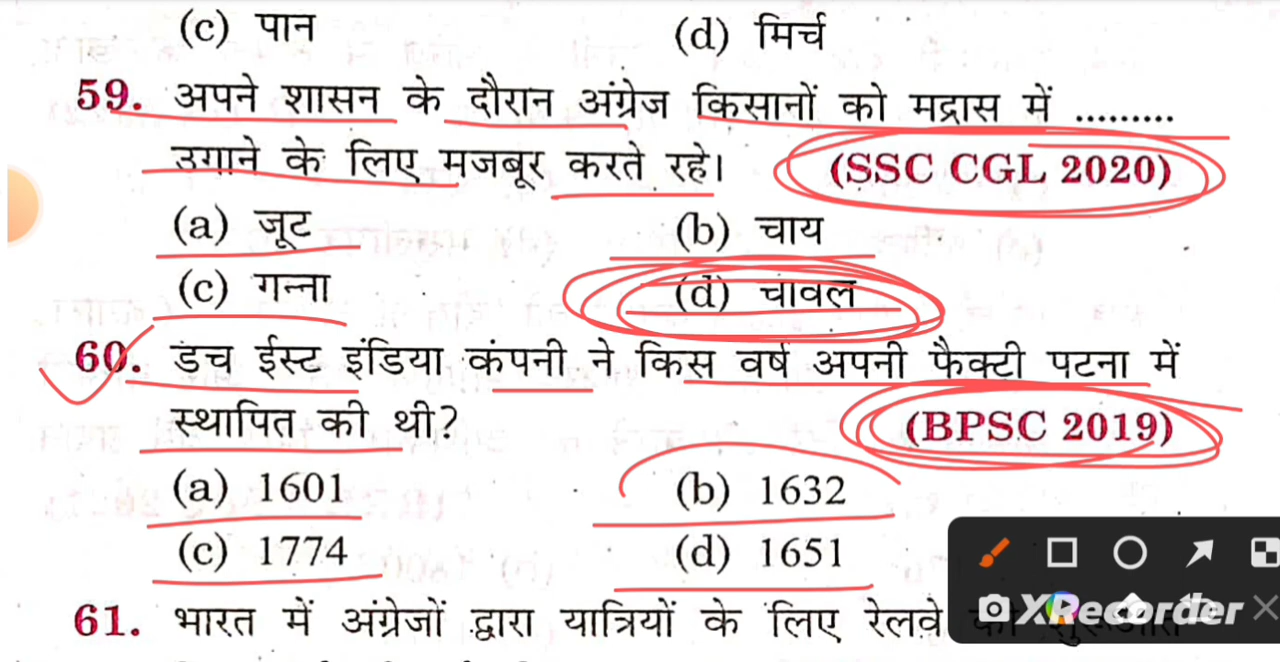 (c) पान (d) मिर्च
59. अपने शासन के दौरान अंग्रेज किसानों को मद्रास में .........
उगाने के लिए मजबूर करते रहे। (SSC CGL 2020)
(a) जूट (b) चाय
(c) गन्ना (d) चावल
60. डच ईस्ट इंडिया कंपनी ने किस वर्ष अपनी फैक्टी पटना में
स्थापित की थी? (BPSC 2019)
(a) 1601 (b) 1632
(c) 1774 (d) 1651
61. भारत में अंग्रेजों द्वारा यात्रियों के लिए रेलवे
XRecorder